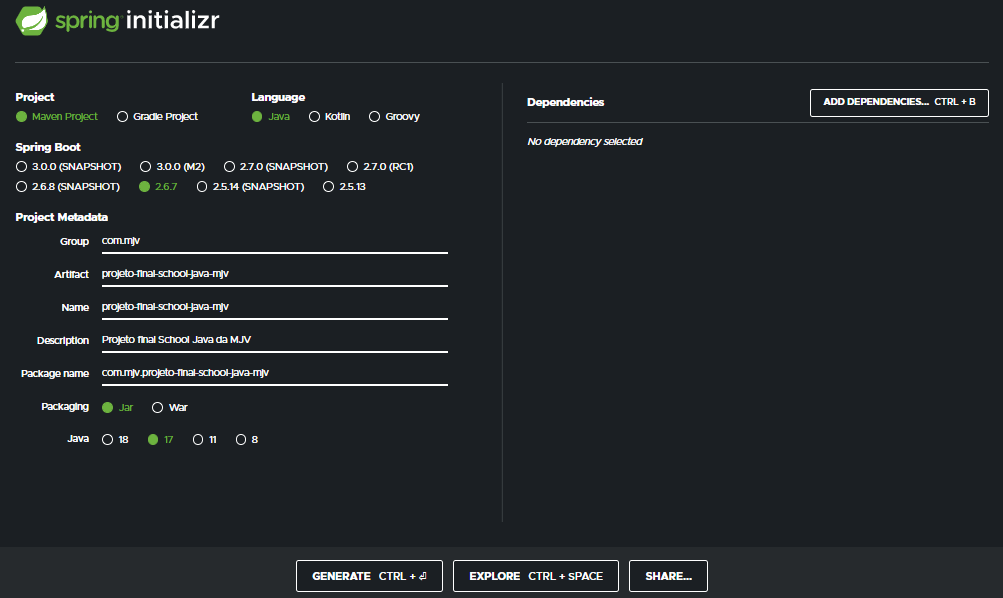 spring initializr
Project
Maven Project Gradle Project
Language
Java Kotlin Groovy
Spring Boot
3.0.0 (SNAPSHOT) 3.0.0 (M2) 2.7.0 (SNAPSHOT) 2.7.0 (RC1)
2.6.8 (SNAPSHOT) 2.6.7 2.5.14 (SNAPSHOT) 2.5.13
Project Metadata
Group com.mjv
Artifact projeto-final-school-java-mjv
Name projeto-final-school-java-mjv
Description Projeto final School Java da MJV
Package name com.mjv.projeto-final-school-java-mjv
Packaging Jar War
Java 18 17 11 8
Dependencies ADD DEPENDENCIES... CTRL + B
No dependency selected
GENERATE CTRL + ⏎ EXPLORE CTRL + SPACE SHARE...